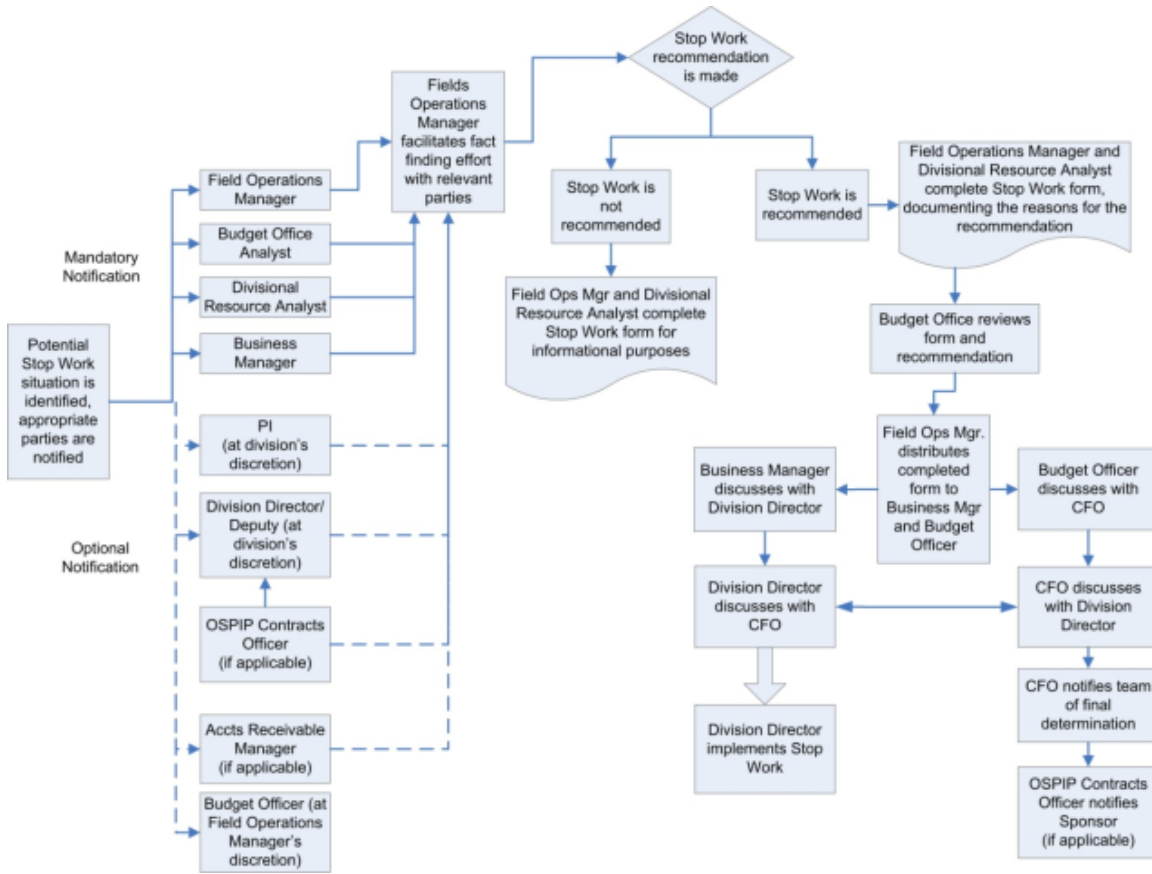 Stop Work
recommendation
is made
Fields
Operations
Manager
facilitates fact
finding effort
with relevant
parties
Field Operations Manager and
Divisional Resource Analyst
complete Stop Work form,
documenting the reasons for the
recommendation
Field Operations
Manager
Stop Work is
not
recommended
Stop Work is
recommended
Mandatory
Notification
Budget Office
Analyst
Divisional
Resource Analyst
Field Ops Mgr and Divisional
Resource Analyst complete
Stop Work form for
informational purposes
Budget Office reviews
form and
recommendation
Business
Manager
Potential
Stop Work
situation is
identified,
appropriate
parties are
notified
PI
(at division's
discretion)
Field Ops Mgr.
distributes
completed
form to
Business Mgr
and Budget
Officer
Business Manager
discusses with
Division Director
Budget Officer
discusses with
CFO
Division Director/
Deputy (at
division's
discretion)
Optional
Notification
Division Director
discusses with
CFO
CFO discusses
with Division
Director
OSPIP Contracts
Officer
(if applicable)
CFO notifies team
of final
determination
Accts Receivable
Manager
(if applicable)
Division Director
implements Stop
Work
OSPIP Contracts
Officer notifies
Sponsor
(if applicable)
Budget Officer (at
Field Operations
Manager's
discretion)